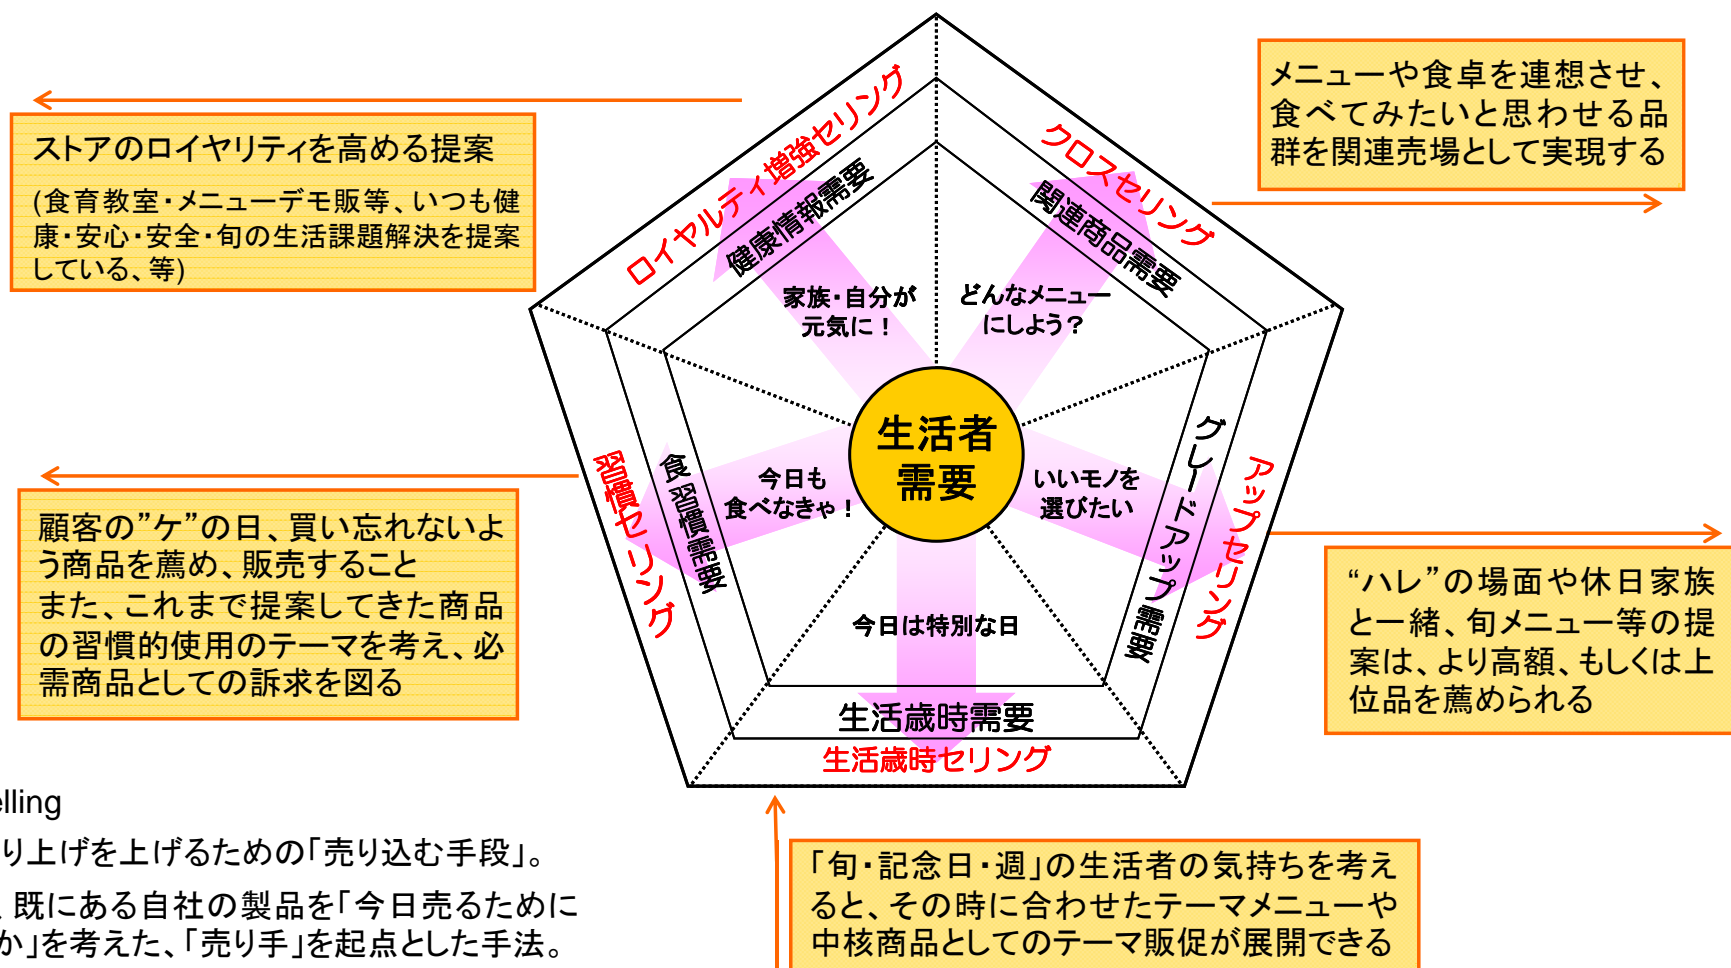 ストアのロイヤリティを高める提案
(食育教室・メニューデモ販等、いつも健
康・安心・安全・旬の生活課題解決を提案
している、等)
メニューや食卓を連想させ、
食べてみたいと思わせる品
群を関連売場として実現する
ロイヤルティ増強セリング
健康情報需要
家族・自分が
元気に！
クロスセリング
関連商品需要
どんなメニュー
にしよう？
生活者
需要
習慣セリング
食習慣需要
今日も
食べなきゃ！
いいモノを
選びたい
グレードアップ需要
アップセリング
今日は特別な日
生活歳時需要
生活歳時セリング
顧客の”ケ”の日、買い忘れないよ
う商品を薦め、販売すること
また、これまで提案してきた商品
の習慣的使用のテーマを考え、必
需商品としての訴求を図る
“ハレ”の場面や休日家族
と一緒、旬メニュー等の提
案は、より高額、もしくは上
位品を薦められる
elling
り上げを上げるための「売り込む手段」。
、既にある自社の製品を「今日売るために
か」を考えた、「売り手」を起点とした手法。
「旬・記念日・週」の生活者の気持ちを考え
ると、その時に合わせたテーマメニューや
中核商品としてのテーマ販促が展開できる